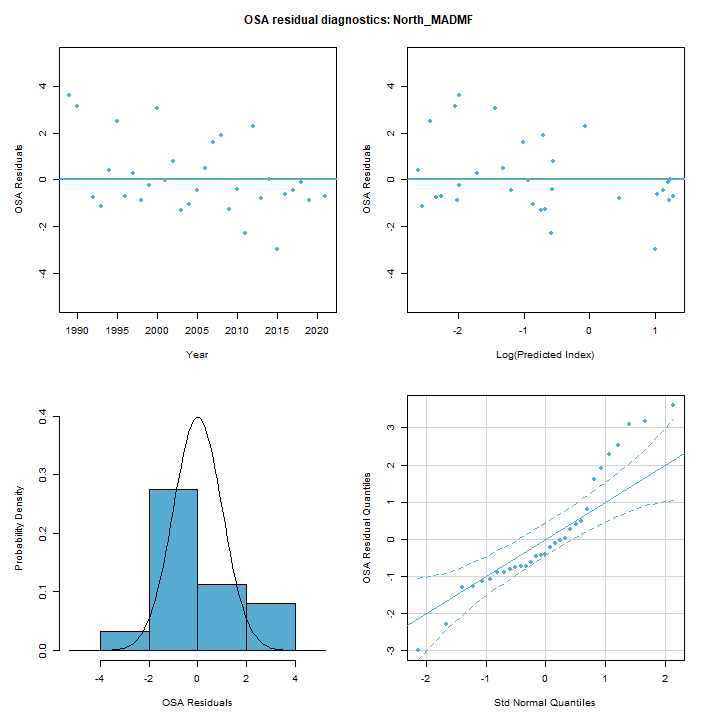 OSA residual diagnostics: North_MADMF
OSA Residuals
4
2
0
-2
-4
1990 1995 2000 2005 2010 2015 2020
Year
OSA Residuals
4
2
0
-2
-4
-2 -1 0 1
Log(Predicted Index)
Probability Density
0.4
0.3
0.2
0.1
0.0
-4 -2 0 2 4
OSA Residuals
OSA Residual Quantiles
3
2
1
0
-1
-2
-3
-2 -1 0 1 2
Std Normal Quantiles